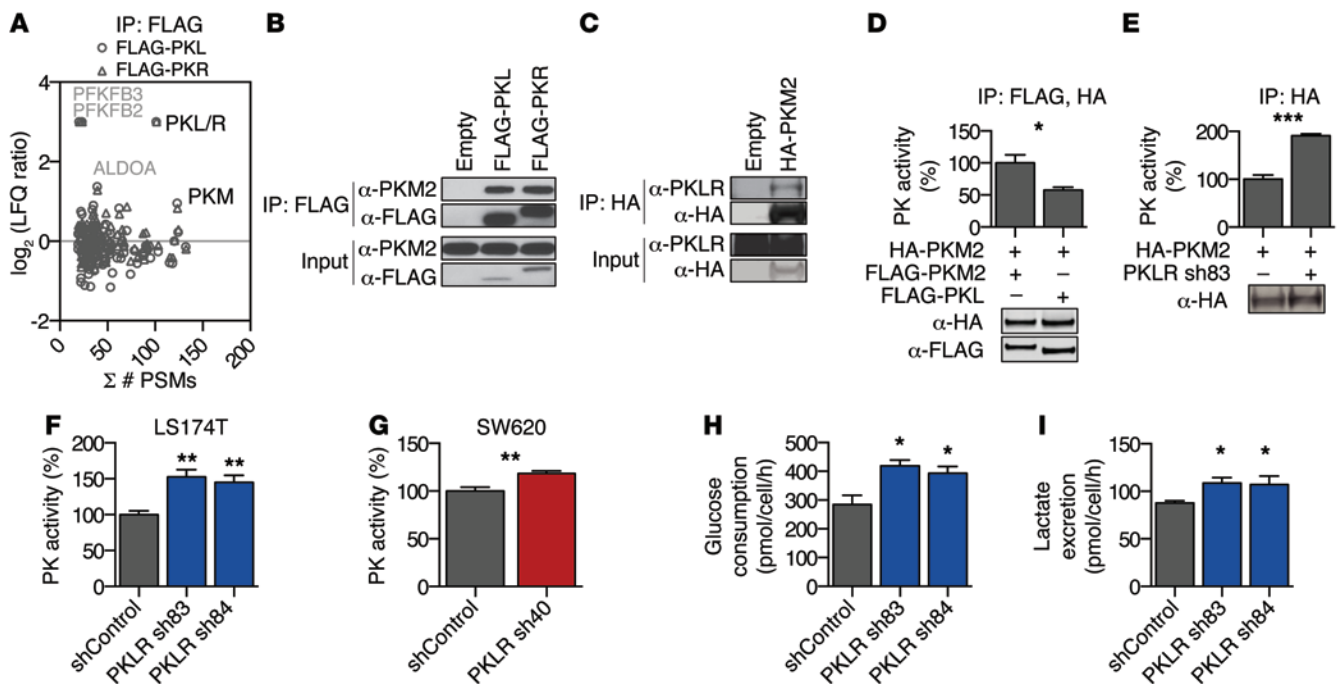 A
IP: FLAG
FLAG-PKL
FLAG-PKR
4
2
0
-2
log2 (LFQ ratio)
PFKFB3
PFKFB2
PKL/R
ALDOA
PKM
0
50
100
150
200
Σ # PSMs
B
Empty
FLAG-PKL
FLAG-PKR
IP: FLAG
α-PKM2
α-FLAG
Input
α-PKM2
α-FLAG
C
Empty
HA-PKM2
IP: HA
α-PKLR
α-HA
Input
α-PKLR
α-HA
D
IP: FLAG, HA
*
150
100
50
0
PK activity
(%)
HA-PKM2 + +
FLAG-PKM2 + –
FLAG-PKL – +
α-HA
α-FLAG
E
IP: HA
***
200
100
0
PK activity
(%)
HA-PKM2 + +
PKLR sh83 – +
α-HA
F
LS174T
200
150
100
50
0
PK activity (%)
** **
shControl
PKLR sh83
PKLR sh84
G
SW620
150
100
50
0
PK activity (%)
**
shControl
PKLR sh40
H
500
400
300
200
100
0
Glucose
consumption
(pmol/cell/h)
* *
shControl
PKLR sh83
PKLR sh84
I
150
100
50
0
Lactate
excretion
(pmol/cell/h)
* *
shControl
PKLR sh83
PKLR sh84